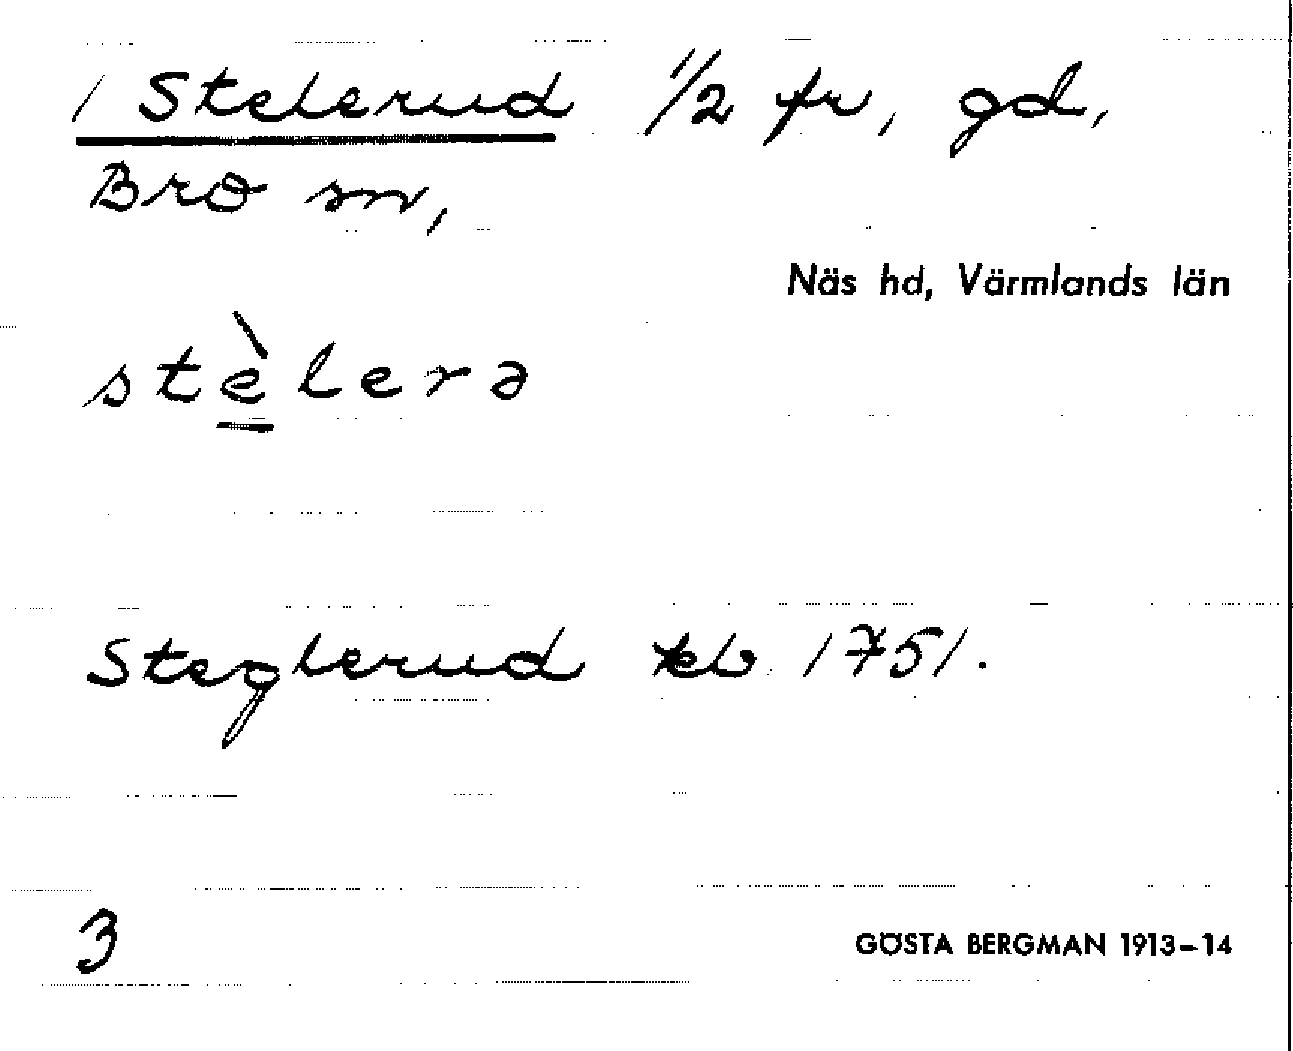 1 Stelerud 1/2 fr, gd,
Bro sn,
Näs hd, Värmlands län
stèlerə
Steglerud kb 1751.
3
GÖSTA BERGMAN 1913–14